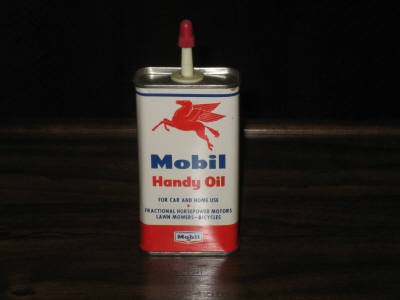 Mobil
Handy Oil
FOR CAR AND HOME USE
FRACTIONAL HORSEPOWER MOTORS
LAWN MOWERS-BICYCLES
Mobil